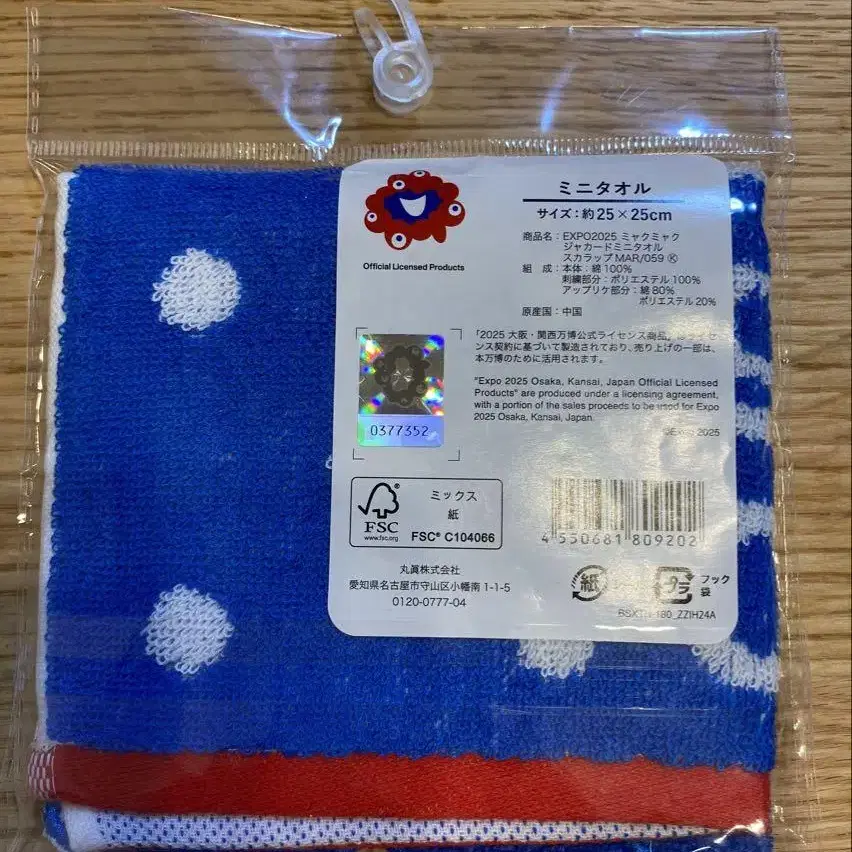 Official Licensed Products
ミニタオル
サイズ：約25×25cm
商品名：EXPO2025 ミャクミャク
ジャカードミニタオル
スカラップ MAR/059 Ⓚ
組　成：本体：綿100%
刺繍部分：ポリエステル100%
アップリケ部分：綿80%
ポリエステル20%
原産国：中国
「2025 大阪・関西万博公式ライセンス商品」
ンス契約に基づいて製造されており、売り上げの一部は、
本万博のために活用されます。
"Expo 2025 Osaka, Kansai, Japan Official Licensed
Products" are produced under a licensing agreement,
with a portion of the sales proceeds to be used for Expo
2025 Osaka, Kansai, Japan.
©Expo 2025
0377352
FSC
www.fsc.org
ミックス
紙
FSC® C104066
4 550681 809202
丸眞株式会社
愛知県名古屋市守山区小幡南 1-1-5
0120-0777-04
紙
プラ
フック
袋
180_ZZIH24A